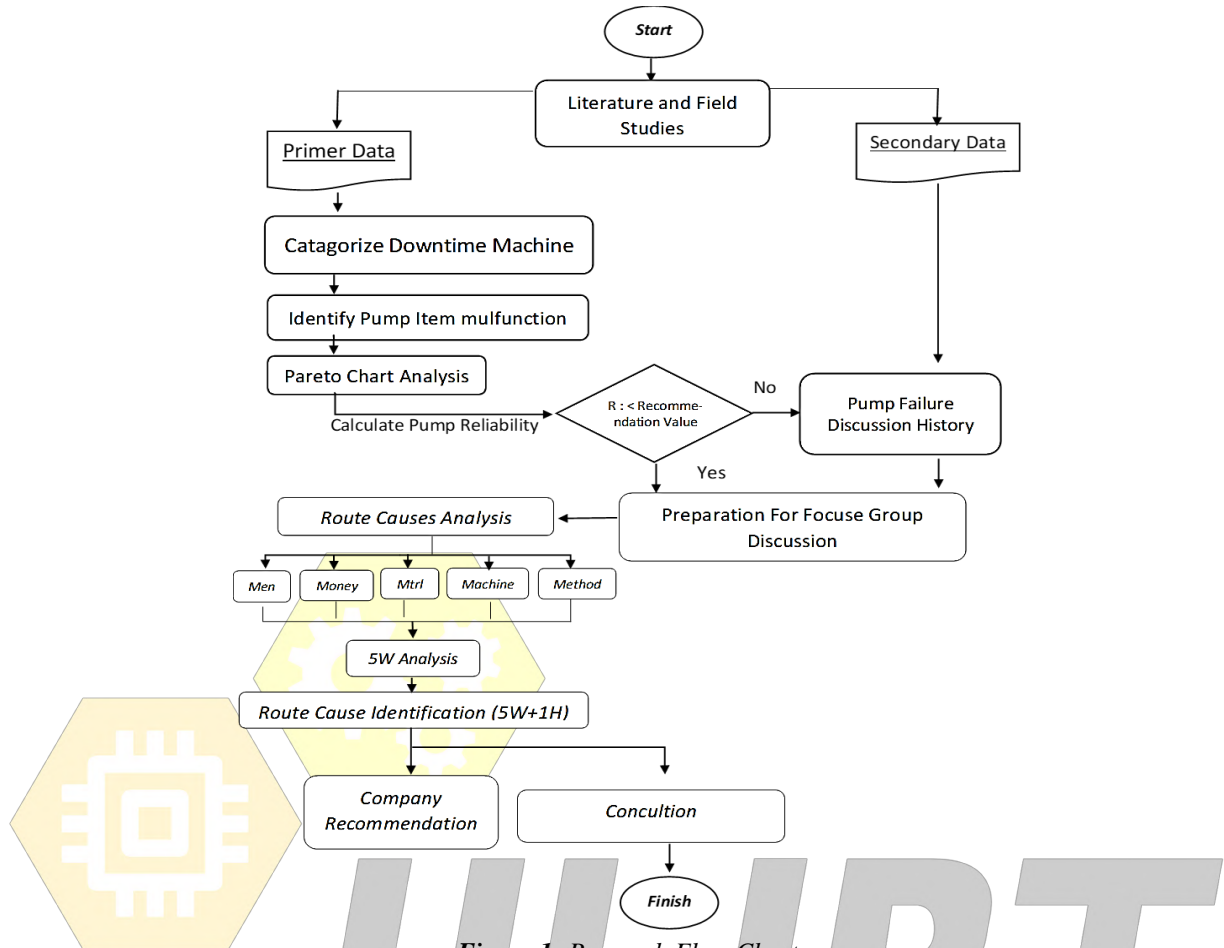 Start
Literature and Field
Studies
Primer Data
Secondary Data
Catagorize Downtime Machine
Identify Pump Item mulfunction
Pareto Chart Analysis
Calculate Pump Reliability
R : < Recomme-
ndation Value
No
Yes
Pump Failure
Discussion History
Preparation For Focuse Group
Discussion
Route Causes Analysis
Men
Money
Mtrl
Machine
Method
5W Analysis
Route Cause Identification (5W+1H)
Company
Recommendation
Concultion
Finish